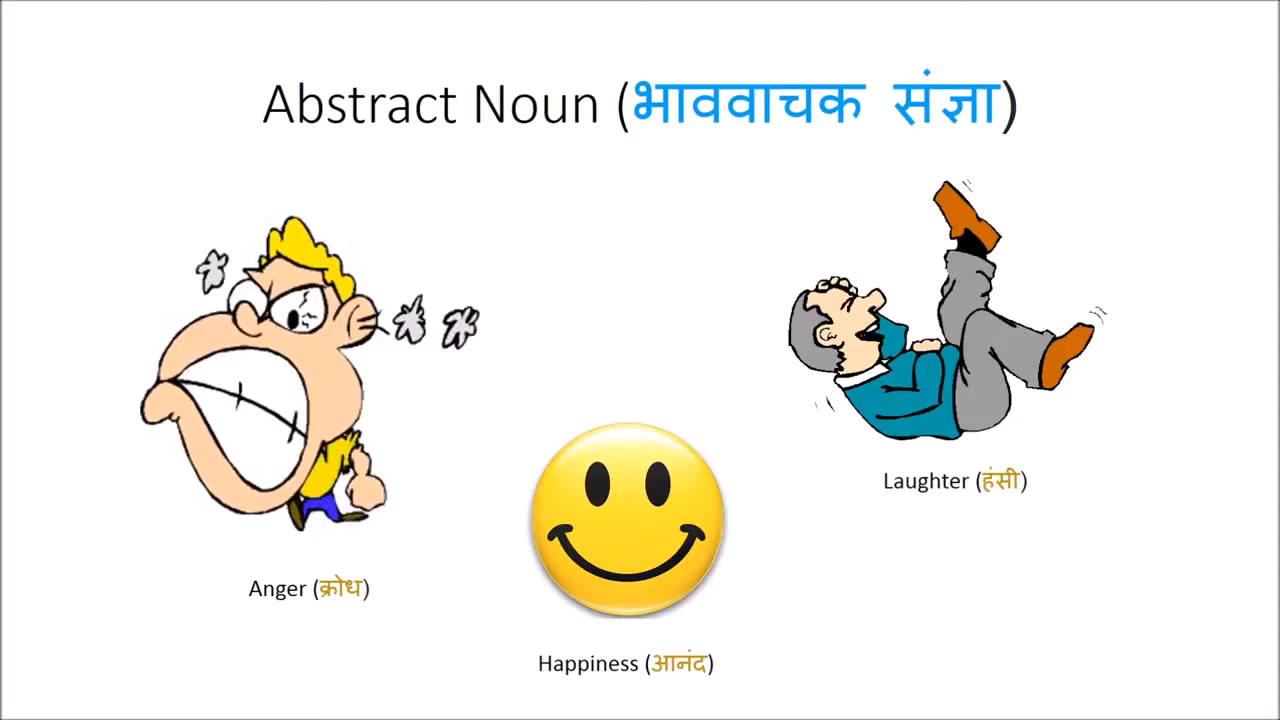 Abstract Noun (भाववाचक संज्ञा)
Laughter (हंसी)
Anger (क्रोध)
Happiness (आनंद)